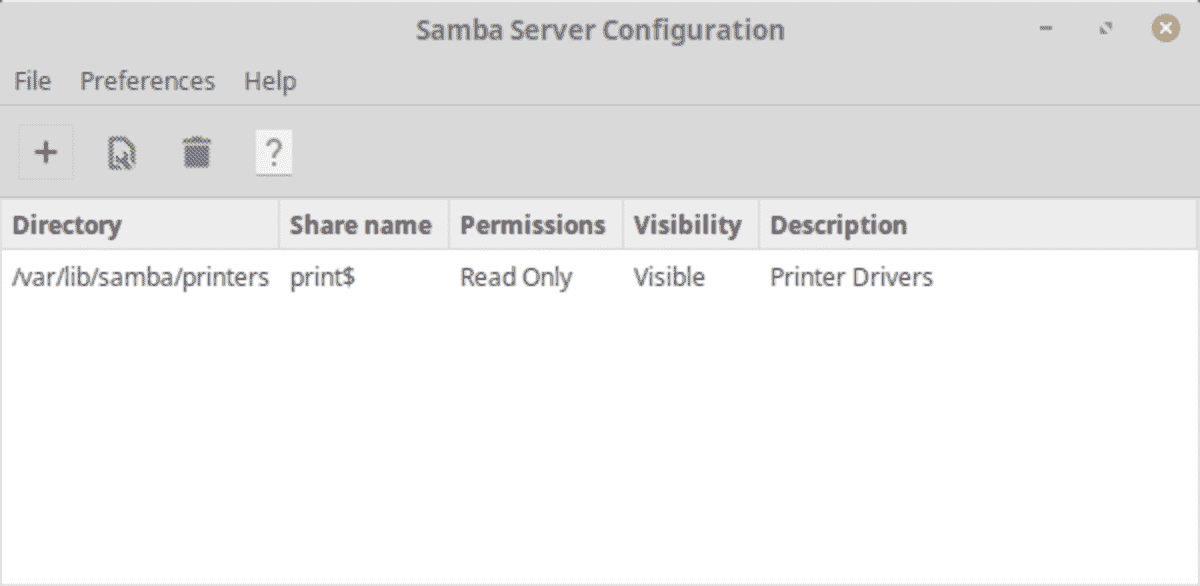 Samba Server Configuration
File Preferences Help
+ ?
Directory Share name Permissions Visibility Description
/var/lib/samba/printers print$ Read Only Visible Printer Drivers